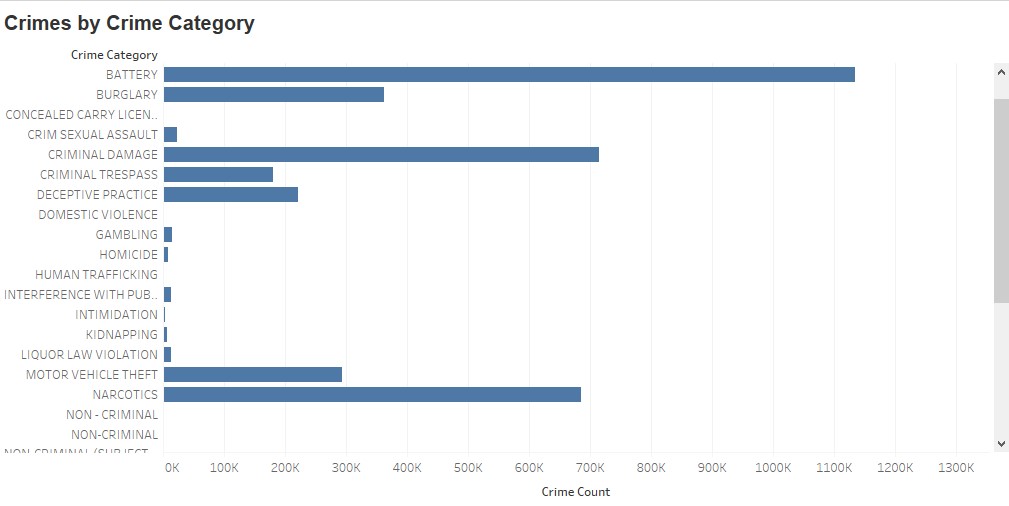 Crimes by Crime Category
Crime Category
BATTERY
BURGLARY
CONCEALED CARRY LICEN..
CRIM SEXUAL ASSAULT
CRIMINAL DAMAGE
CRIMINAL TRESPASS
DECEPTIVE PRACTICE
DOMESTIC VIOLENCE
GAMBLING
HOMICIDE
HUMAN TRAFFICKING
INTERFERENCE WITH PUB..
INTIMIDATION
KIDNAPPING
LIQUOR LAW VIOLATION
MOTOR VEHICLE THEFT
NARCOTICS
NON - CRIMINAL
NON-CRIMINAL
NON-CRIMINAL (SUBJECT ..
0K 100K 200K 300K 400K 500K 600K 700K 800K 900K 1000K 1100K 1200K 1300K
Crime Count